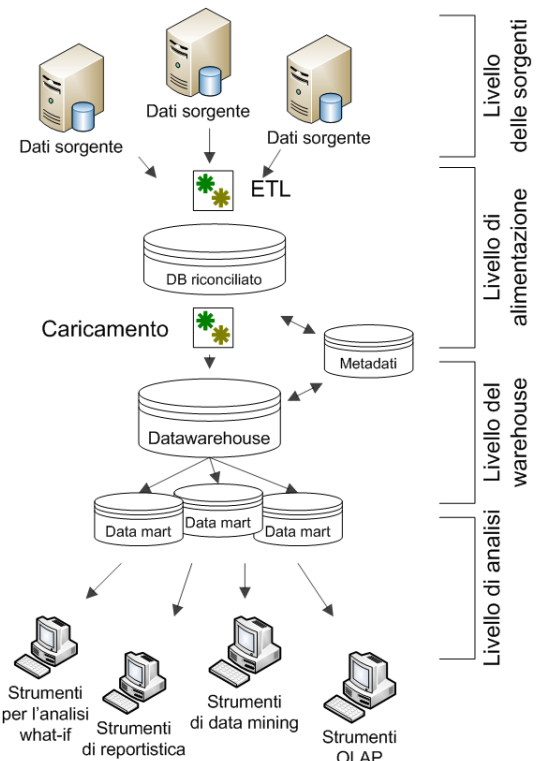 Dati sorgente
Dati sorgente
Dati sorgente
Livello
delle sorgenti
ETL
DB riconciliato
Livello di
alimentazione
Caricamento
Metadati
Datawarehouse
Livello del
warehouse
Data mart
Data mart
Data mart
Livello di analisi
Strumenti
per l'analisi
what-if
Strumenti
di reportistica
Strumenti
di data mining
Strumenti
OLAP